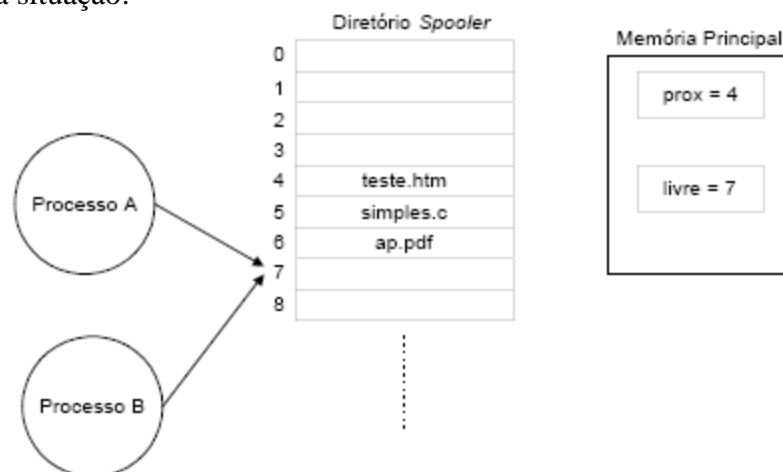 a situação:
Diretório Spooler
Memória Principal
0
1
2
3
4 teste.htm
5 simples.c
6 ap.pdf
7
8
prox = 4
livre = 7
Processo A
Processo B